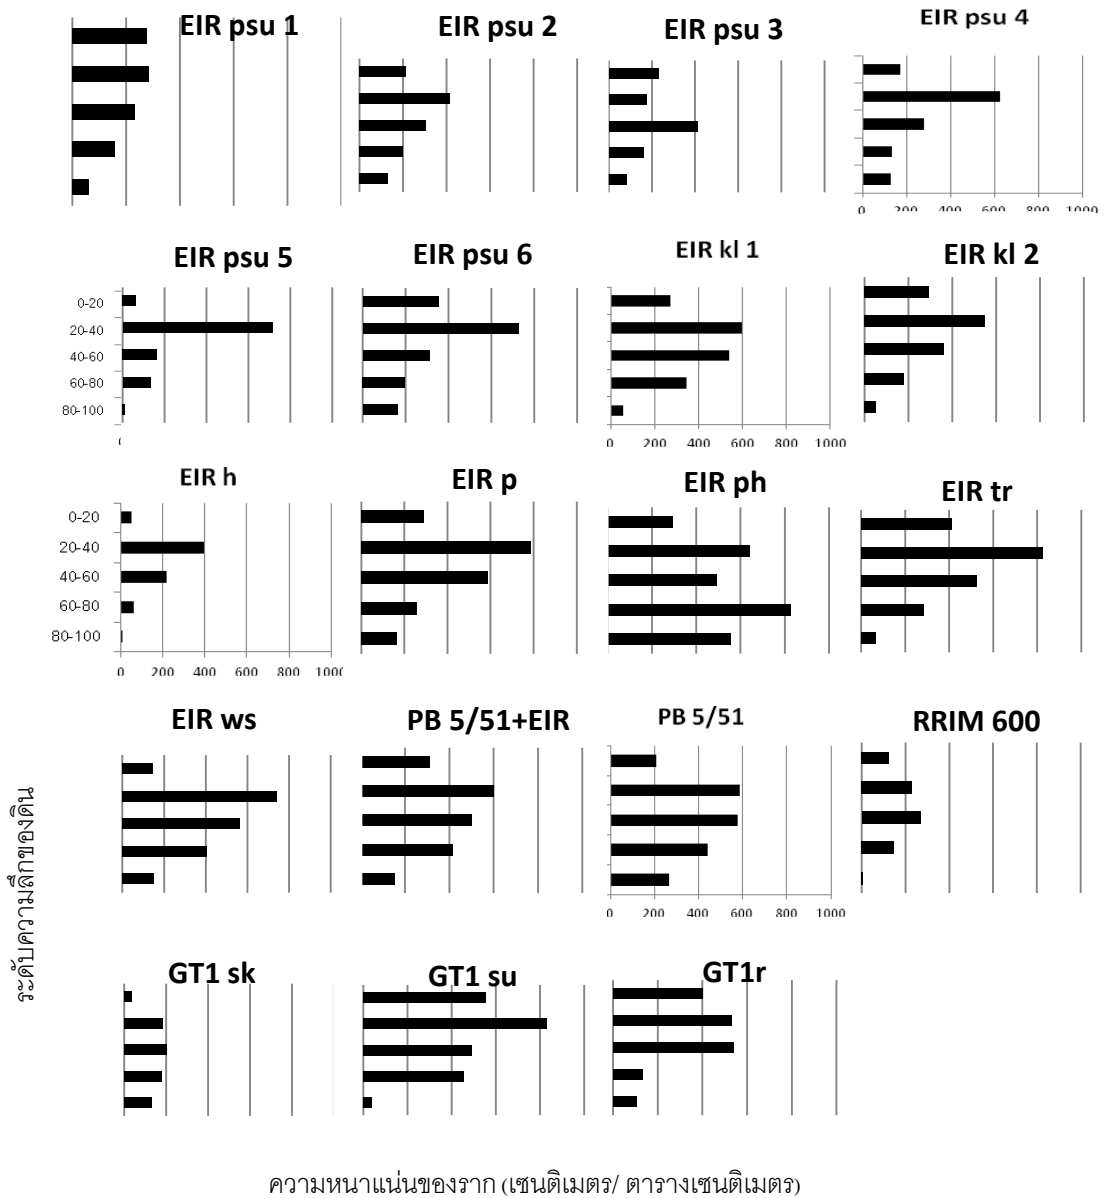 EIR psu 1
EIR psu 2
EIR psu 3
EIR psu 4
0 200 400 600 800 1000
EIR psu 5
EIR psu 6
EIR kl 1
EIR kl 2
0-20
20-40
40-60
60-80
80-100
0 200 400 600 800 1000
EIR h
EIR p
EIR ph
EIR tr
0-20
20-40
40-60
60-80
80-100
0 200 400 600 800 1000
EIR ws
PB 5/51+EIR
PB 5/51
RRIM 600
0 200 400 600 800 1000
ระดับความลึกของดิน
GT1 sk
GT1 su
GT1r
ความหนาแน่นของราก (เซนติเมตร/ ตารางเซนติเมตร)